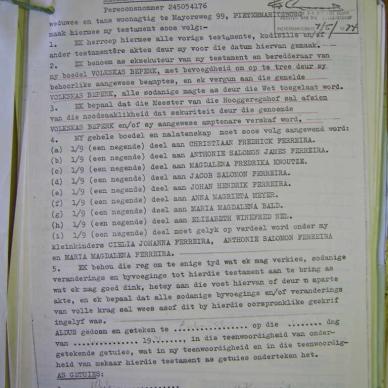 Persoonsnommer 245054176
weduwee en tans woonagtig te Mayorsweg 99, PIETERMARITZBURG
maak hiermee my testament soos volg:-
1. EK herroep hiermee alle vorige testamente, kodisille en/of
ander testamentêre aktes deur my voor die datum hiervan gemaak.
2. EK benoem as eksekuteur van my testament en beredderaar van
my boedel VOLKSKAS BEPERK, met bevoegdheid om op te tree deur my
behoorlike aangewese beamptes, en ek vergun aan die gemelde
VOLKSKAS BEPERK, alle sodanige magte as deur die Wet toegelaat word.
EK bepaal dat die Meester van die Hooggeregshof sal afsien
van die noodsaaklikheid dat sekuriteit deur die genoemde
VOLKSKAS BEPERK en/of sy aangewese amptenare verskaf word.
4. MY gehele boedel en nalatenskap moet soos volg aangewend word:
(a) 1/9 (een negende) deel aan CHRISTIAAN FREDRICK FERREIRA.
(b) 1/9 (een negende) deel aan ANTHONIE SALOMON JAMES FERREIRA.
(c) 1/9 (een negende) deel aan MAGDALENA FREDRIKA KNOUTZE.
(d) 1/9 (een negende) deel aan JACOB SALOMON FERREIRA.
(e) 1/9 (een negende) deel aan JOHAN HENDRIK FERREIRA.
(f) 1/9 (een negende) deel aan ANNA MAGRIETA MEYER.
(g) 1/9 (een negende) deel aan MARIA MAGDALENA BALD.
(h) 1/9 (een negende) deel aan ELIZABETH WINIFRED NEL.
(i) 1/9 (een negende) deel moet gelyk op verdeel word onder my
kleinkinders CIELIA JOHANNA FERREIRA, ANTHONIE SALOMON FERREIRA
en MARIA MAGDALENA FERREIRA.
5. EK behou die reg om te enige tyd wat ek mag verkies, sodanige
veranderings en byvoegings tot hierdie testament aan te bring as
wat ek mag goed dink, hetsy aan die voet hiervan of deur 'n aparte
akte, en ek bepaal dat alle sodanige byvoegings en/of veranderings
van volle krag sal wees asof dit by hierdie oorspronklike geskrif
ingelyf was.
ALDUS gedoen en geteken te op die ........ dag
van 19......, in die teenwoordigheid van onder-
getekende getuies, wat in my teenwoordigheid en in die teenwoordig-
heid van mekaar hierdie testament as getuies onderteken het.
AS GETUIES: